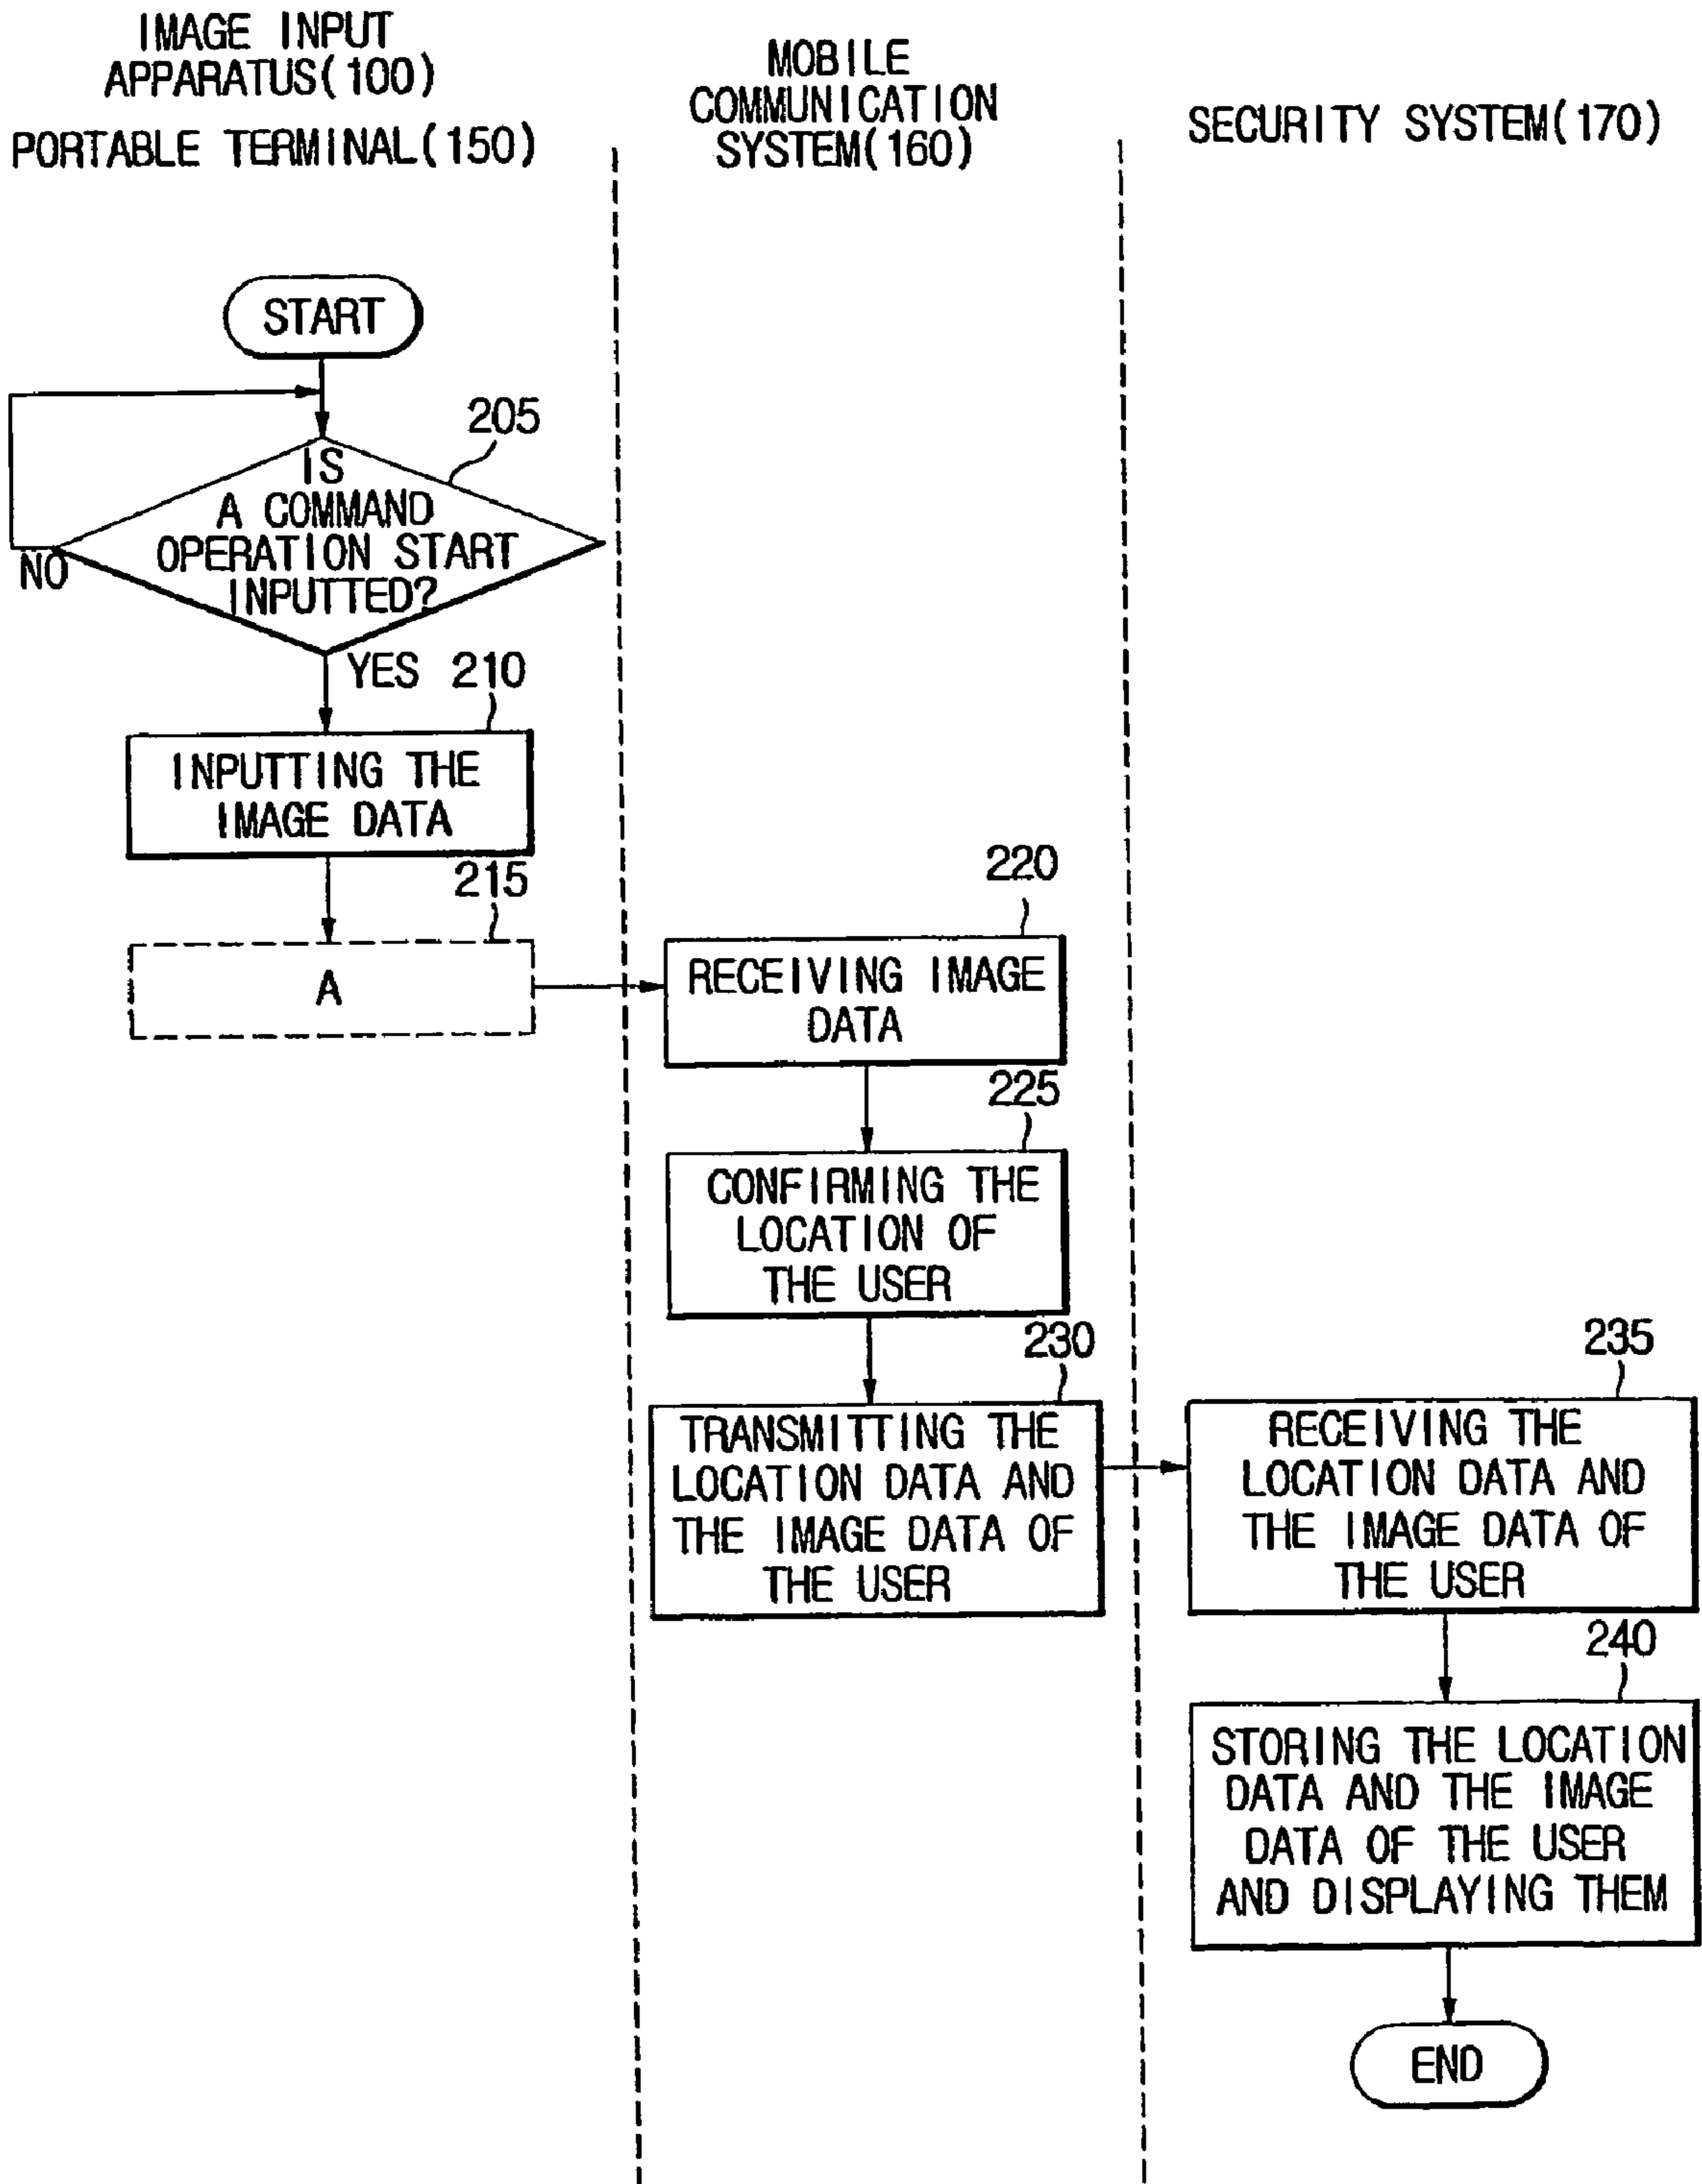 IMAGE INPUT
APPARATUS(100)
PORTABLE TERMINAL(150)
MOBILE
COMMUNICATION
SYSTEM(160)
SECURITY SYSTEM(170)
START
205
IS
A COMMAND
OPERATION START
INPUTTED?
NO
YES
210
INPUTTING THE
IMAGE DATA
215
A
220
RECEIVING IMAGE
DATA
225
CONFIRMING THE
LOCATION OF
THE USER
230
TRANSMITTING THE
LOCATION DATA AND
THE IMAGE DATA OF
THE USER
235
RECEIVING THE
LOCATION DATA AND
THE IMAGE DATA OF
THE USER
240
STORING THE LOCATION
DATA AND THE IMAGE
DATA OF THE USER
AND DISPLAYING THEM
END